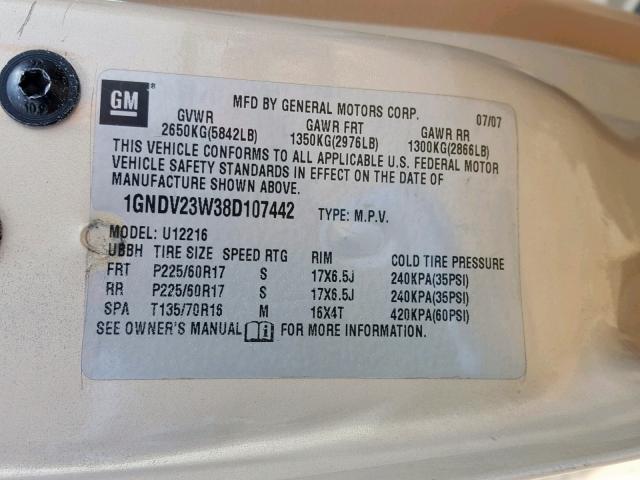 GM ®
MFD BY GENERAL MOTORS CORP. 07/07
GVWR GAWR FRT GAWR RR
2650KG(5842LB) 1350KG(2976LB) 1300KG(2866LB)
THIS VEHICLE CONFORMS TO ALL APPLICABLE U.S. FEDERAL MOTOR
VEHICLE SAFETY STANDARDS IN EFFECT ON THE DATE OF
MANUFACTURE SHOWN ABOVE.
1GNDV23W38D107442 TYPE: M.P.V.
MODEL: U12216
UBBH TIRE SIZE SPEED RTG RIM COLD TIRE PRESSURE
FRT P225/60R17 S 17X6.5J 240KPA(35PSI)
RR P225/60R17 S 17X6.5J 240KPA(35PSI)
SPA T135/70R16 M 16X4T 420KPA(60PSI)
SEE OWNER'S MANUAL FOR MORE INFORMATION.